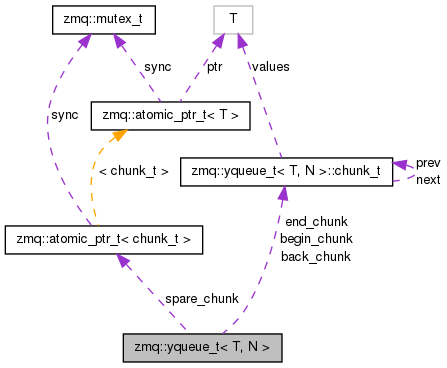 zmq::mutex_t
T
sync
ptr
values
zmq::atomic_ptr_t< T >
sync
< chunk_t >
zmq::yqueue_t< T, N >::chunk_t
prev
next
zmq::atomic_ptr_t< chunk_t >
end_chunk
begin_chunk
back_chunk
spare_chunk
zmq::yqueue_t< T, N >